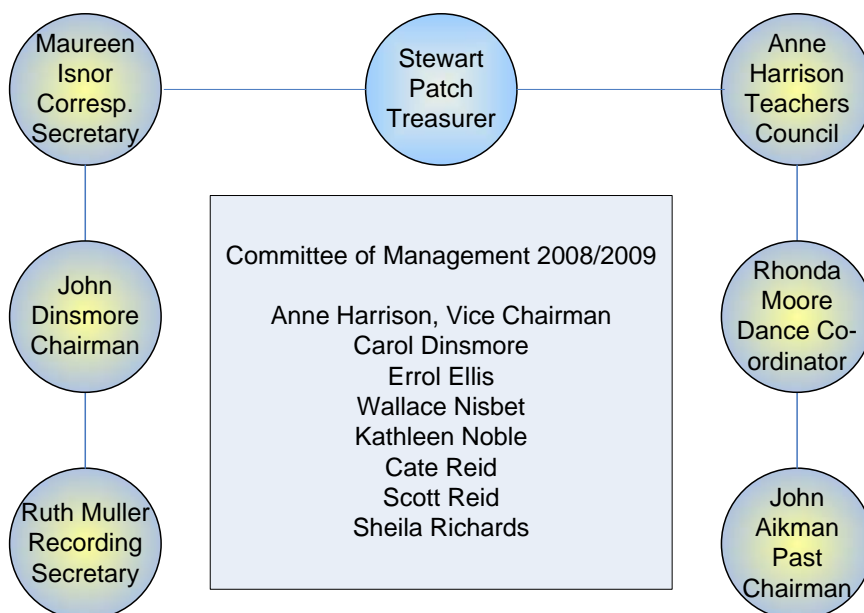 Maureen
Isnor
Corresp.
Secretary
Stewart
Patch
Treasurer
Anne
Harrison
Teachers
Council
John
Dinsmore
Chairman
Committee of Management 2008/2009
Anne Harrison, Vice Chairman
Carol Dinsmore
Errol Ellis
Wallace Nisbet
Kathleen Noble
Cate Reid
Scott Reid
Sheila Richards
Rhonda
Moore
Dance Co-
ordinator
Ruth Muller
Recording
Secretary
John
Aikman
Past
Chairman